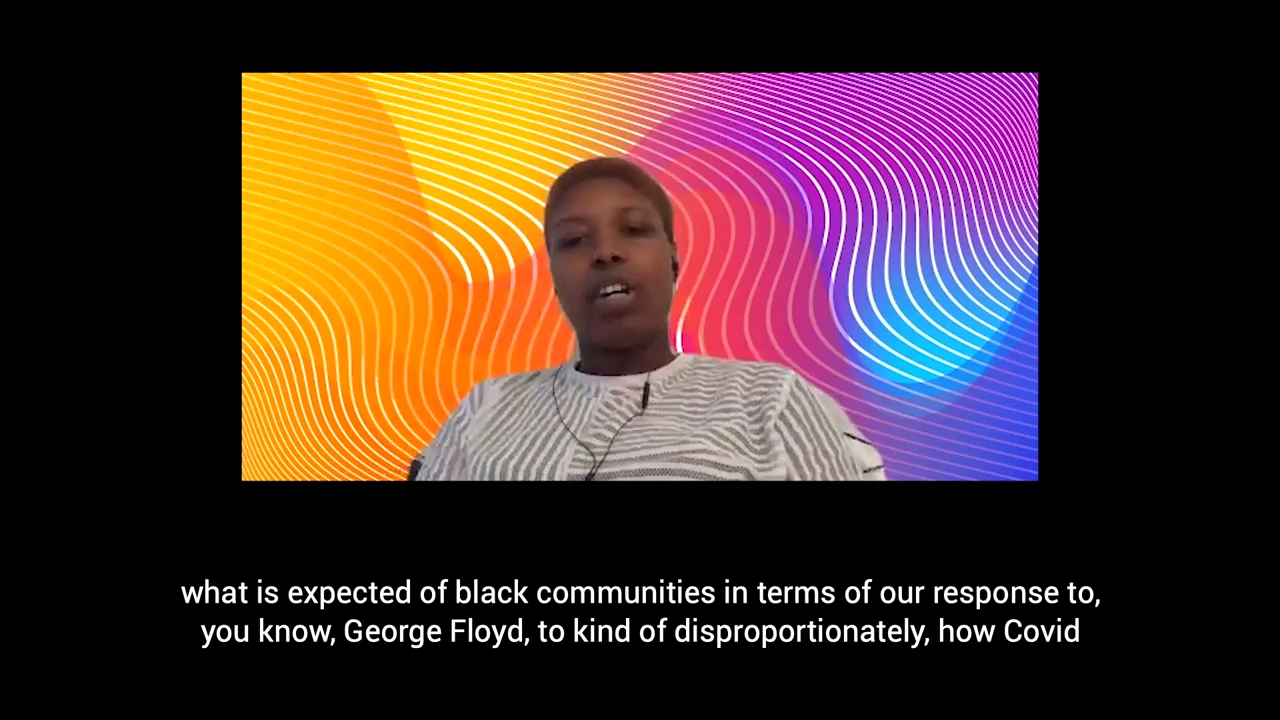 what is expected of black communities in terms of our response to,
you know, George Floyd, to kind of disproportionately, how Covid